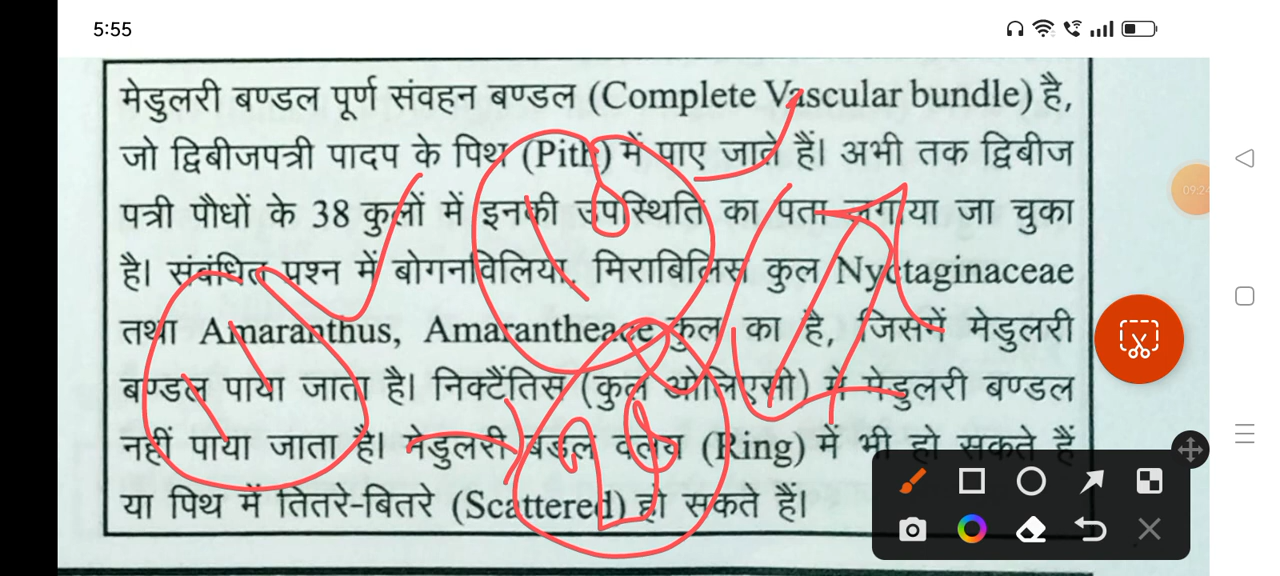 5:55
मेडुलरी बण्डल पूर्ण संवहन बण्डल (Complete Vascular bundle) है,
जो द्विबीजपत्री पादप के पिथ (Pith) में पाए जाते हैं। अभी तक द्विबीज
पत्री पौधों के 38 कुलों में इनकी उपस्थिति का पता लगाया जा चुका
है। संबंधित प्रश्न में बोगनविलिया, मिराबिलिस कुल Nyctaginaceae
तथा Amaranthus, Amarantheace कुल का है, जिसमें मेडुलरी
बण्डल पाया जाता है। निक्टैंतिस (कुल ओलिएसी) में मेडुलरी बण्डल
नहीं पाया जाता है। मेडुलरी बंडल वलय (Ring) में भी हो सकते हैं
या पिथ में तितरे-बितरे (Scattered) हो सकते हैं।